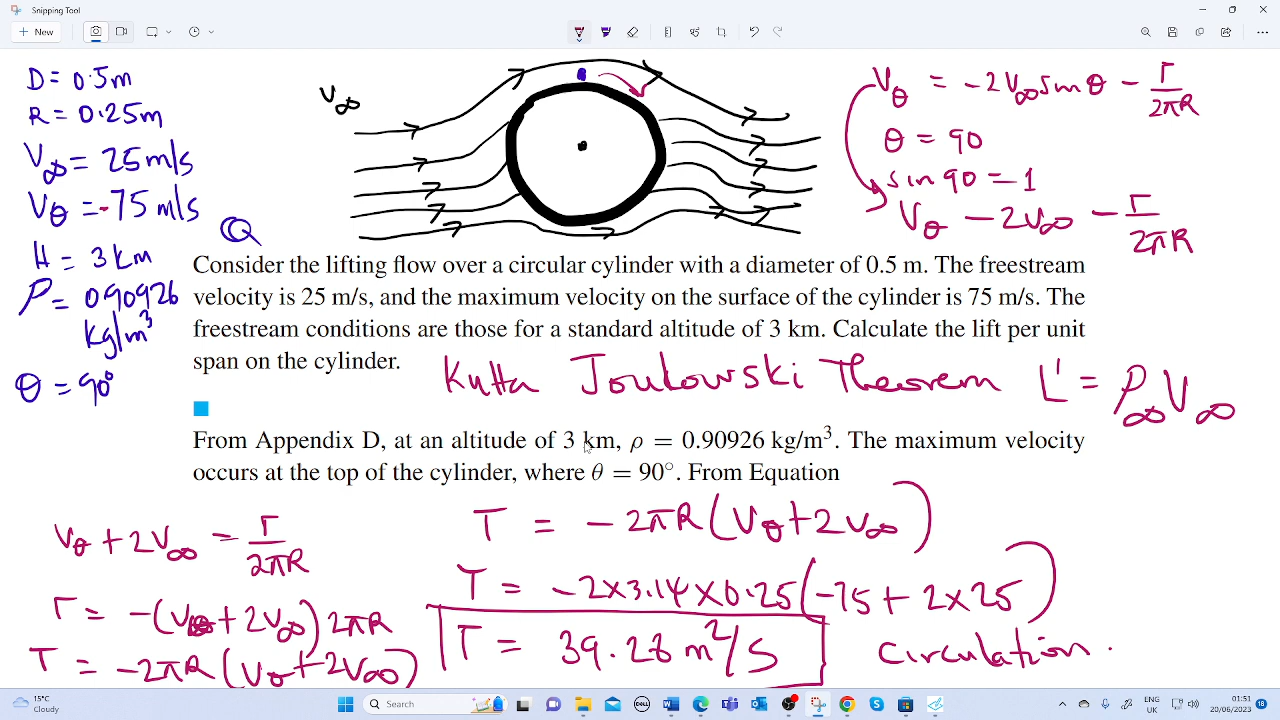 Snipping Tool
New
D = 0.5m
R = 0.25m
V∞ = 25 m/s
Vθ = -75 m/s
H = 3 km
ρ = 0.90926
kg/m³
θ = 90°
V∞
Vθ = -2V∞ sin θ - Γ/2πR
θ = 90
sin 90 = 1
Vθ - 2V∞ - Γ/2πR
Q
Consider the lifting flow over a circular cylinder with a diameter of 0.5 m. The freestream
velocity is 25 m/s, and the maximum velocity on the surface of the cylinder is 75 m/s. The
freestream conditions are those for a standard altitude of 3 km. Calculate the lift per unit
span on the cylinder.
Kutta Joukowski Theorem L' = ρ∞ V∞
From Appendix D, at an altitude of 3 km, ρ = 0.90926 kg/m³. The maximum velocity
occurs at the top of the cylinder, where θ = 90°. From Equation
Vθ + 2V∞ = Γ/2πR
Γ = -(Vθ + 2V∞) 2πR
Γ = -2πR (Vθ + 2V∞)
Γ = -2πR (Vθ + 2V∞)
Γ = -2×3.14×0.25 (-75 + 2×25)
Γ = 39.26 m²/s
circulation.
15°C
Cloudy
Search
ENG
UK
01:51
20/06/2023